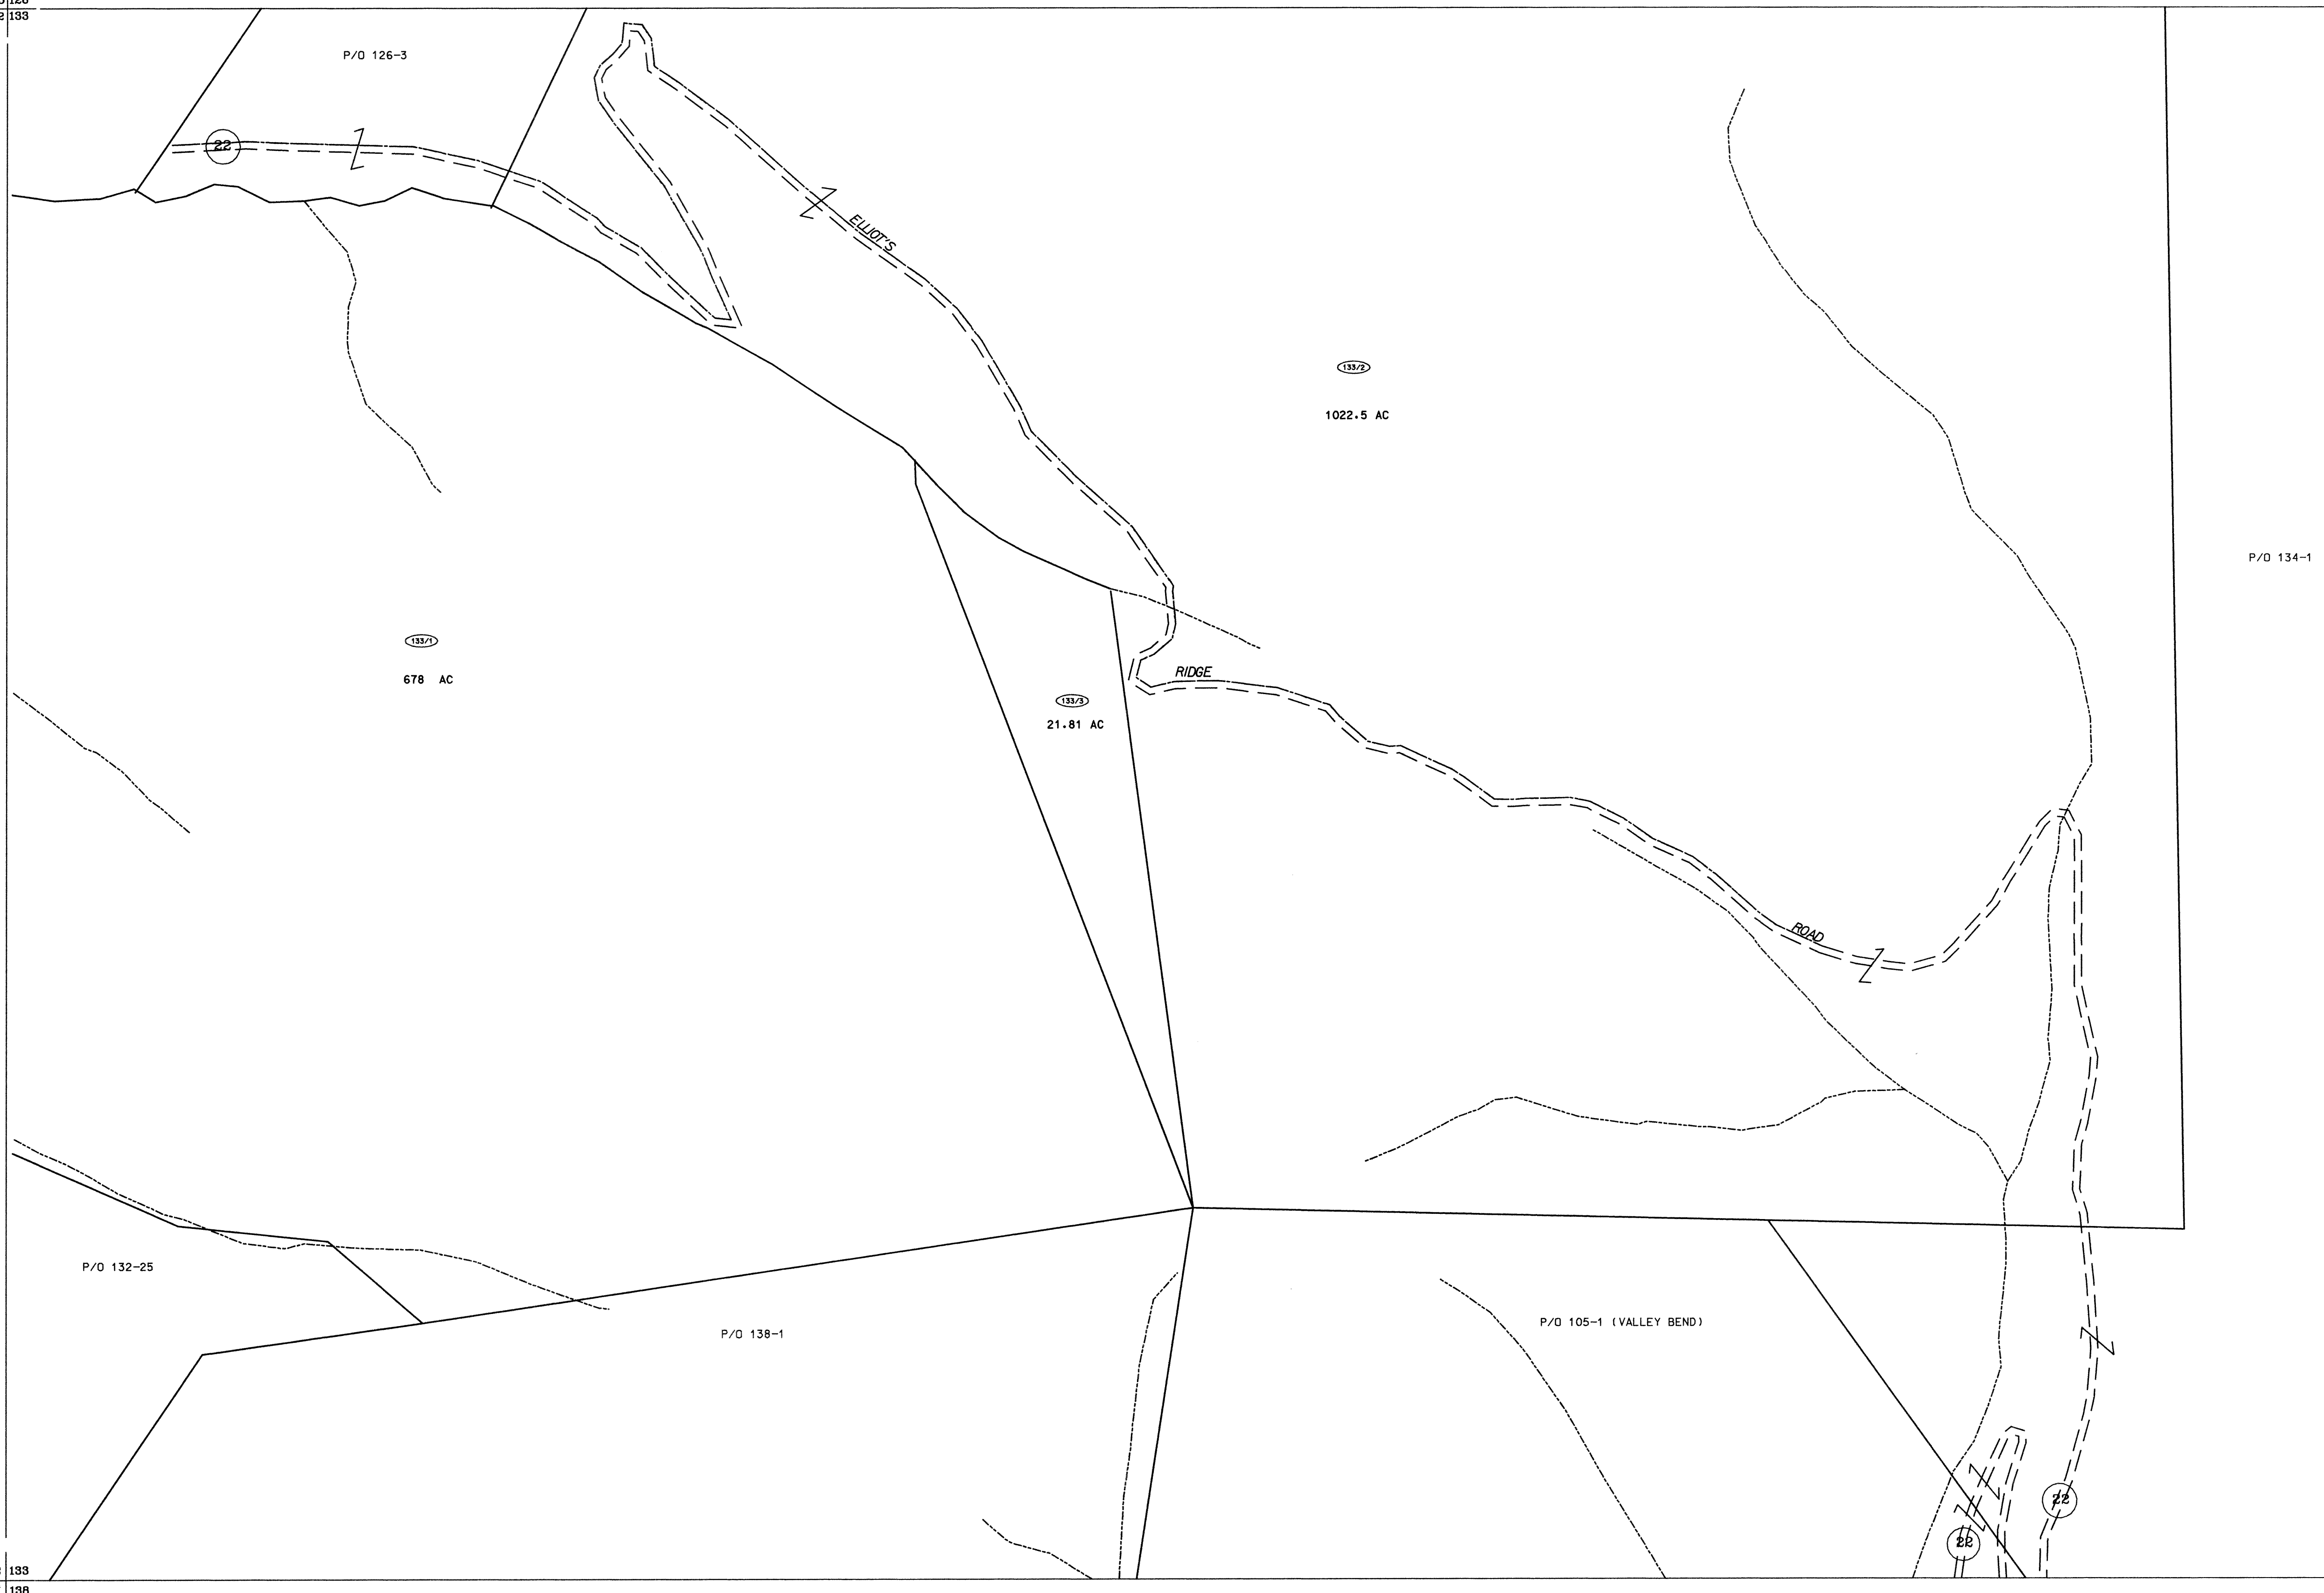 133
P/O 126-3
22
ELLIOT'S
133/2
1022.5 AC
P/O 134-1
133/1
678 AC
RIDGE
133/3
21.81 AC
ROAD
P/O 132-25
P/O 138-1
P/O 105-1 (VALLEY BEND)
22
22
133
138